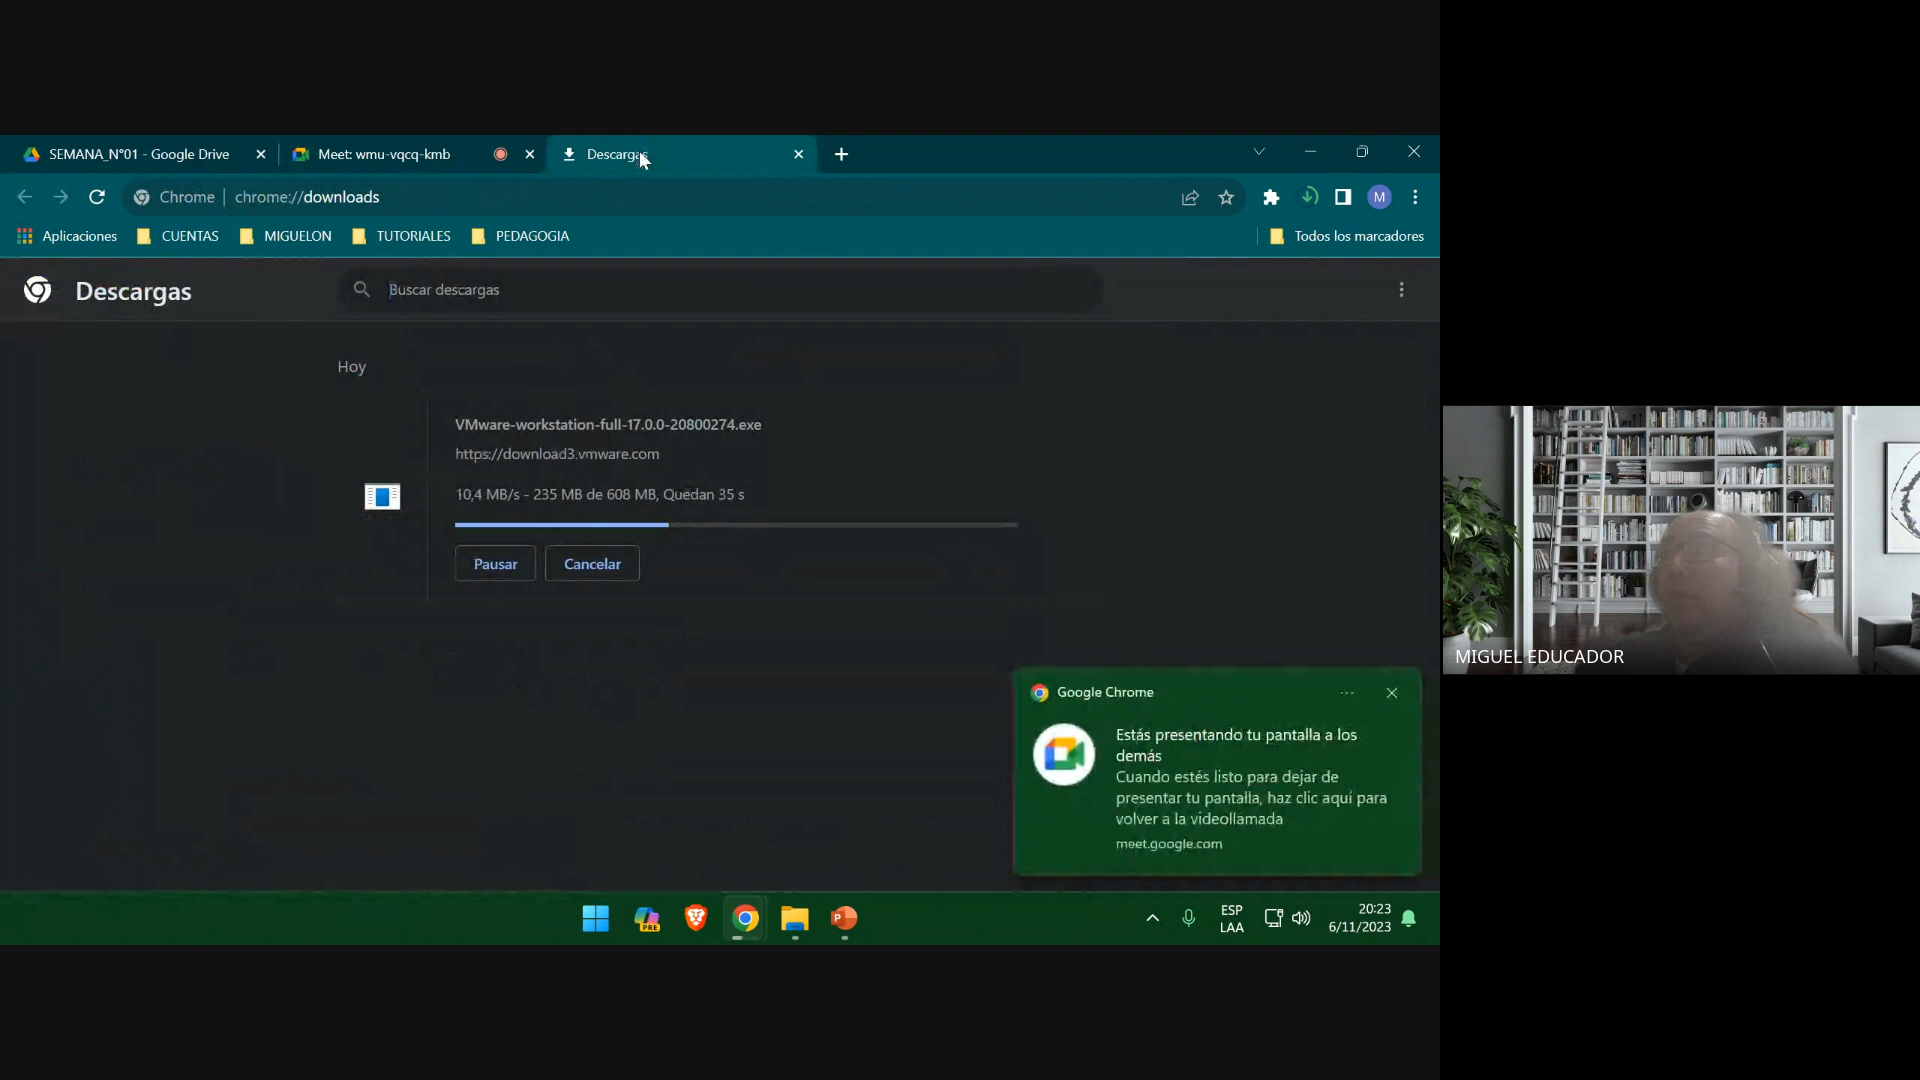 SEMANA_N°01 - Google Drive
Meet: wmu-vqcq-kmb
Descargas
Chrome
chrome://downloads
M
Aplicaciones
CUENTAS
MIGUELON
TUTORIALES
PEDAGOGIA
Todos los marcadores
Descargas
Buscar descargas
Hoy
VMware-workstation-full-17.0.0-20800274.exe
https://download3.vmware.com
10,4 MB/s - 235 MB de 608 MB, Quedan 35 s
Pausar
Cancelar
MIGUEL EDUCADOR
Google Chrome
Estás presentando tu pantalla a los
demás
Cuando estés listo para dejar de
presentar tu pantalla, haz clic aquí para
volver a la videollamada
meet.google.com
PRE
P
ESP
LAA
20:23
6/11/2023